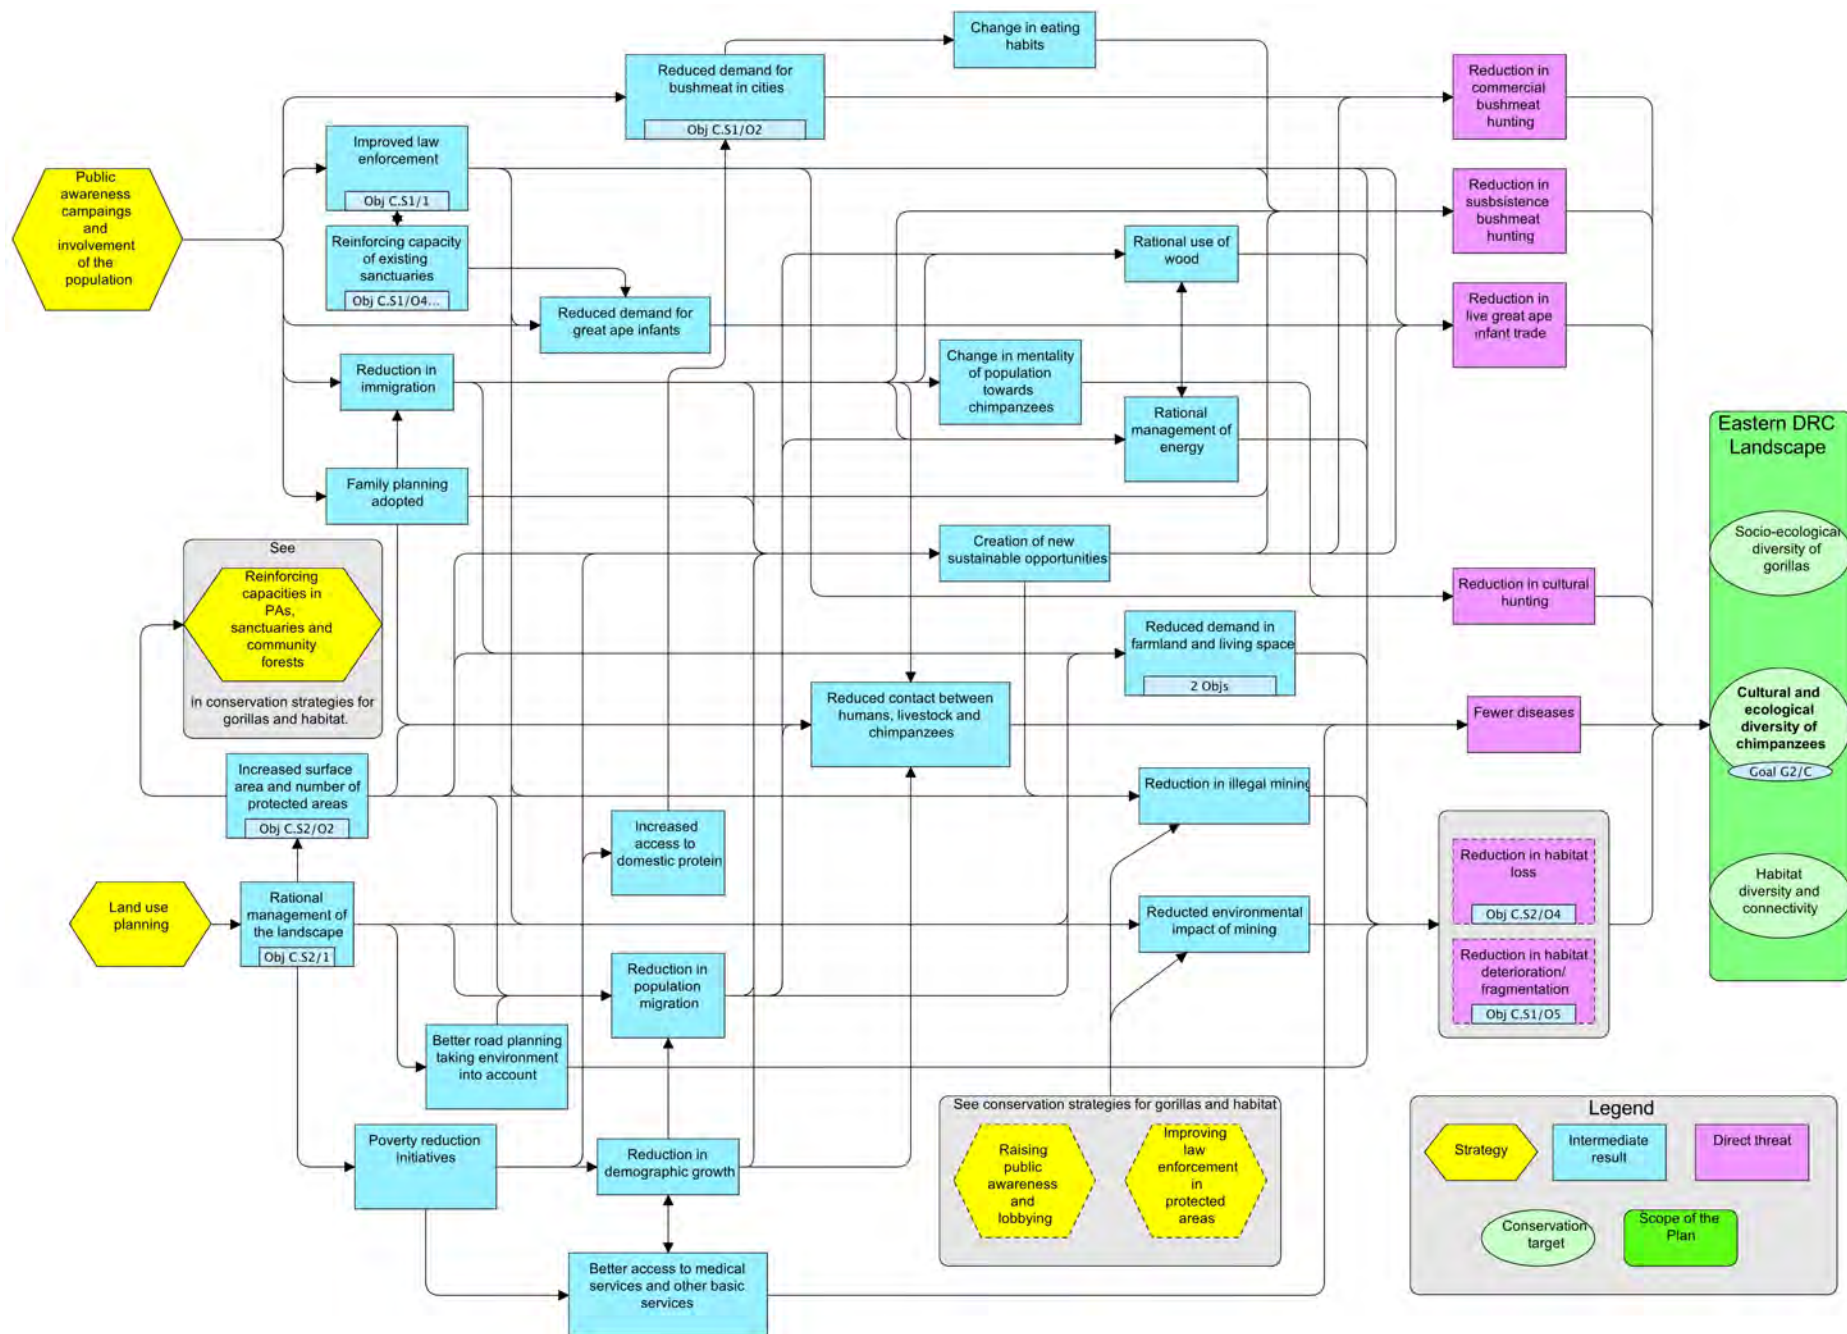 Change in eating
habits
Reduced demand for
bushmeat in cities
Obj C.S1/O2
Reduction in
commercial
bushmeat
hunting
Improved law
enforcement
Obj C.S1/1
Public
awareness
campaings
and
involvement
of the
population
Reduction in
susbsistence
bushmeat
hunting
Reinforcing capacity
of existing
sanctuaries
Obj C.S1/O4...
Rational use of
wood
Reduced demand for
great ape infants
Reduction in
live great ape
infant trade
Reduction in
immigration
Change in mentality
of population
towards
chimpanzees
Rational
management of
energy
Eastern DRC
Landscape
Family planning
adopted
Socio-ecological
diversity of
gorillas
See
Reinforcing
capacities in
PAs,
sanctuaries and
community
forests
in conservation strategies for
gorillas and habitat.
Creation of new
sustainable opportunities
Reduction in cultural
hunting
Reduced demand in
farmland and living space
2 Objs
Reduced contact between
humans, livestock and
chimpanzees
Fewer diseases
Cultural and
ecological
diversity of
chimpanzees
Goal G2/C
Increased surface
area and number of
protected areas
Obj C.S2/O2
Reduction in illegal mining
Increased
access to
domestic protein
Reduction in habitat
loss
Obj C.S2/O4
Habitat
diversity and
connectivity
Land use
planning
Rational
management of
the landscape
Obj C.S2/1
Reducted environmental
impact of mining
Reduction in
population
migration
Reduction in habitat
deterioration/
fragmentation
Obj C.S1/O5
Better road planning
taking environment
into account
See conservation strategies for gorillas and habitat
Raising
public
awareness
and
lobbying
Improving
law
enforcement
in
protected
areas
Poverty reduction
initiatives
Reduction in
demographic growth
Better access to medical
services and other basic
services
Legend
Strategy
Intermediate
result
Direct threat
Conservation
target
Scope of the
Plan